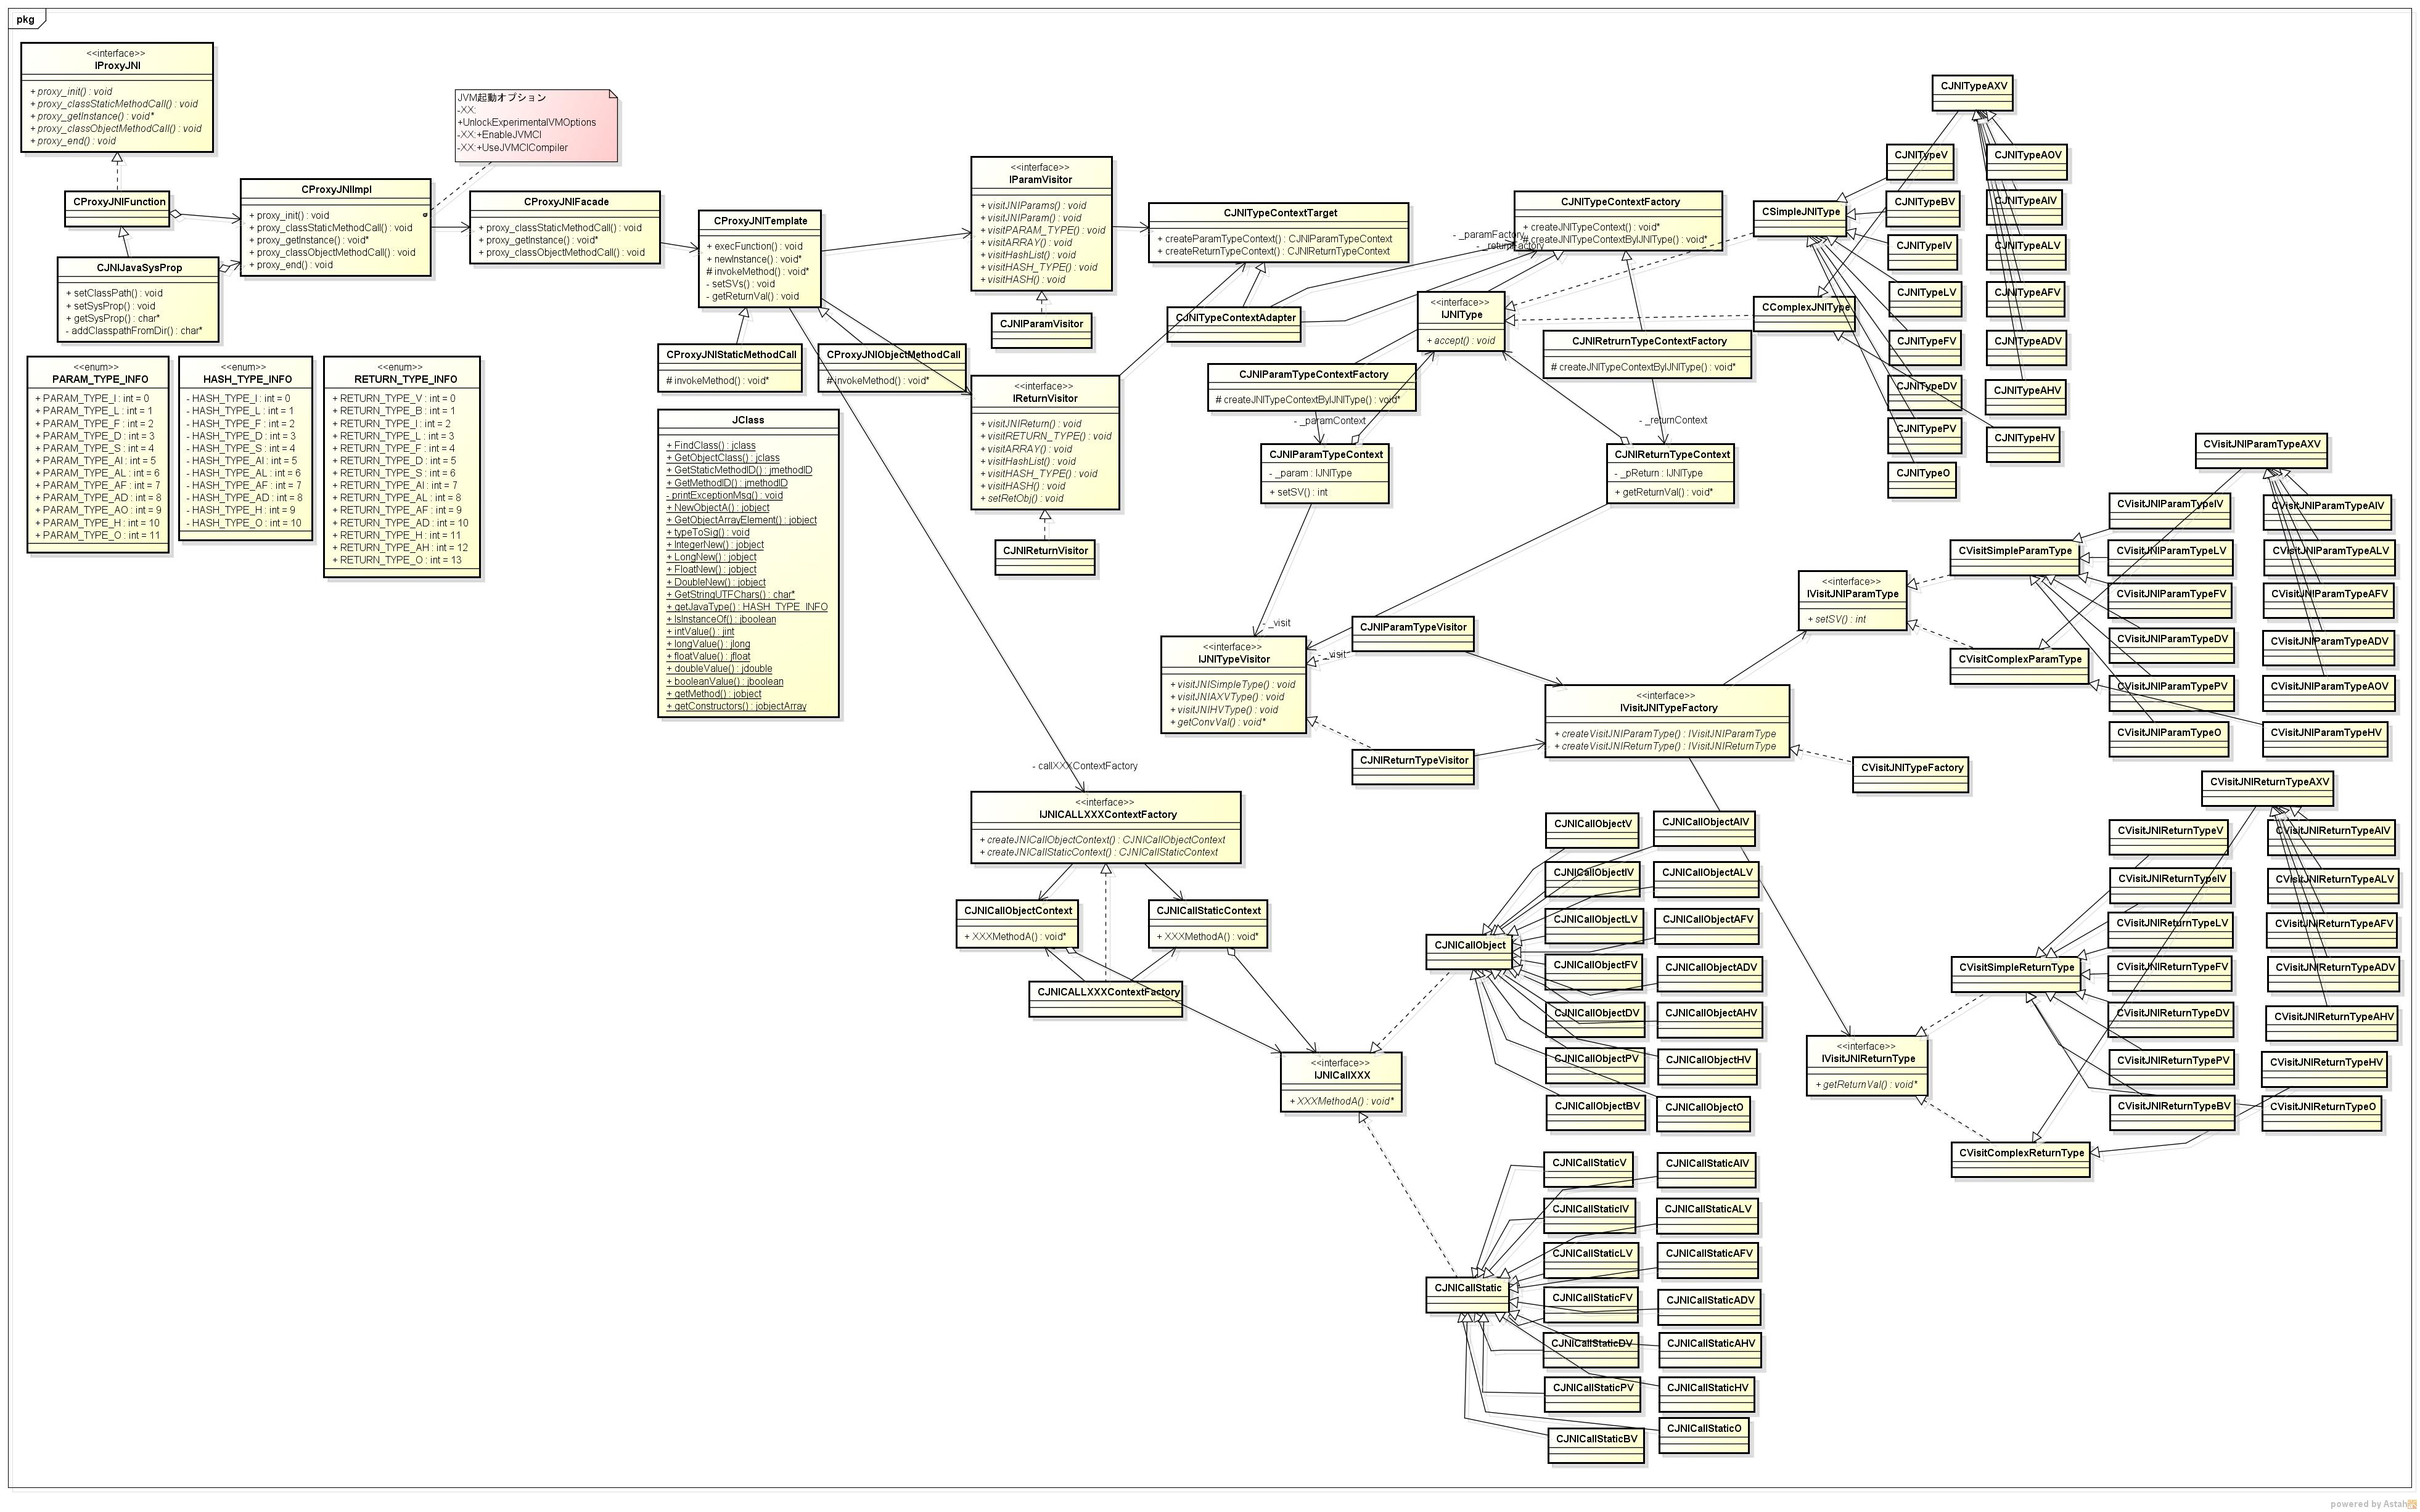 pkg
<<interface>>
IProxyJNI
+ proxy_init() : void
+ proxy_classStaticMethodCall() : void
+ proxy_getInstance() : void*
+ proxy_classObjectMethodCall() : void
+ proxy_end() : void
CProxyJNIFunction
CJNIJavaSysProp
+ setClassPath() : void
+ setSysProp() : void
+ getSysProp() : char*
- addClasspathFromDir() : char*
CProxyJNIImpl
+ proxy_init() : void
+ proxy_classStaticMethodCall() : void
+ proxy_getInstance() : void*
+ proxy_classObjectMethodCall() : void
+ proxy_end() : void
JVM起動オプション
-XX:
+UnlockExperimentalVMOptions
-XX:+EnableJVMCI
-XX:+UseJVMCICompiler
CProxyJNIFacade
+ proxy_classStaticMethodCall() : void
+ proxy_getInstance() : void*
+ proxy_classObjectMethodCall() : void
CProxyJNITemplate
+ execFunction() : void
+ newInstance() : void*
# invokeMethod() : void*
- setSVs() : void
- getReturnVal() : void
CProxyJNIStaticMethodCall
# invokeMethod() : void*
CProxyJNIObjectMethodCall
# invokeMethod() : void*
<<enum>>
PARAM_TYPE_INFO
+ PARAM_TYPE_I : int = 0
+ PARAM_TYPE_L : int = 1
+ PARAM_TYPE_F : int = 2
+ PARAM_TYPE_D : int = 3
+ PARAM_TYPE_S : int = 4
+ PARAM_TYPE_AI : int = 5
+ PARAM_TYPE_AL : int = 6
+ PARAM_TYPE_AF : int = 7
+ PARAM_TYPE_AD : int = 8
+ PARAM_TYPE_AO : int = 9
+ PARAM_TYPE_H : int = 10
+ PARAM_TYPE_O : int = 11
<<enum>>
HASH_TYPE_INFO
- HASH_TYPE_I : int = 0
- HASH_TYPE_L : int = 1
- HASH_TYPE_F : int = 2
- HASH_TYPE_D : int = 3
- HASH_TYPE_S : int = 4
- HASH_TYPE_AI : int = 5
- HASH_TYPE_AL : int = 6
- HASH_TYPE_AF : int = 7
- HASH_TYPE_AD : int = 8
- HASH_TYPE_H : int = 9
- HASH_TYPE_O : int = 10
<<enum>>
RETURN_TYPE_INFO
+ RETURN_TYPE_V : int = 0
+ RETURN_TYPE_B : int = 1
+ RETURN_TYPE_I : int = 2
+ RETURN_TYPE_L : int = 3
+ RETURN_TYPE_F : int = 4
+ RETURN_TYPE_D : int = 5
+ RETURN_TYPE_S : int = 6
+ RETURN_TYPE_AI : int = 7
+ RETURN_TYPE_AL : int = 8
+ RETURN_TYPE_AF : int = 9
+ RETURN_TYPE_AD : int = 10
+ RETURN_TYPE_H : int = 11
+ RETURN_TYPE_AH : int = 12
+ RETURN_TYPE_O : int = 13
JClass
+ FindClass() : jclass
+ GetObjectClass() : jclass
+ GetStaticMethodID() : jmethodID
+ GetMethodID() : jmethodID
- printExceptionMsg() : void
+ NewObjectA() : jobject
+ GetObjectArrayElement() : jobject
+ typeToSig() : void
+ IntegerNew() : jobject
+ LongNew() : jobject
+ FloatNew() : jobject
+ DoubleNew() : jobject
+ GetStringUTFChars() : char*
+ getJavaType() : HASH_TYPE_INFO
+ IsInstanceOf() : jboolean
+ intValue() : jint
+ longValue() : jlong
+ floatValue() : jfloat
+ doubleValue() : jdouble
+ booleanValue() : jboolean
+ getMethod() : jobject
+ getConstructors() : jobjectArray
<<interface>>
IParamVisitor
+ visitJNIParams() : void
+ visitJNIParam() : void
+ visitPARAM_TYPE() : void
+ visitARRAY() : void
+ visitHashList() : void
+ visitHASH_TYPE() : void
+ visitHASH() : void
CJNIParamVisitor
<<interface>>
IReturnVisitor
+ visitJNIReturn() : void
+ visitRETURN_TYPE() : void
+ visitARRAY() : void
+ visitHashList() : void
+ visitHASH_TYPE() : void
+ visitHASH() : void
+ setRetObj() : void
CJNIReturnVisitor
CJNITypeContextTarget
+ createParamTypeContext() : CJNIParamTypeContext
+ createReturnTypeContext() : CJNIReturnTypeContext
CJNITypeContextAdapter
- _paramFactory
- _returnFactory
CJNITypeContextFactory
+ createJNITypeContext() : void*
# createJNITypeContextByIJNIType() : void*
<<interface>>
IJNIType
+ accept() : void
CJNIParamTypeContextFactory
# createJNITypeContextByIJNIType() : void*
- _paramContext
CJNIRetrurnTypeContextFactory
# createJNITypeContextByIJNIType() : void*
- _returnContext
CJNIParamTypeContext
- _param : IJNIType
+ setSV() : int
CJNIReturnTypeContext
- _pReturn : IJNIType
+ getReturnVal() : void*
CSimpleJNIType
CComplexJNIType
CJNITypeAXV
CJNITypeV
CJNITypeBV
CJNITypeIV
CJNITypeLV
CJNITypeFV
CJNITypeDV
CJNITypePV
CJNITypeO
CJNITypeAOV
CJNITypeAIV
CJNITypeALV
CJNITypeAFV
CJNITypeADV
CJNITypeAHV
CJNITypeHV
- _visit
- _visit
<<interface>>
IJNITypeVisitor
+ visitJNISimpleType() : void
+ visitJNIAXVType() : void
+ visitJNIHVType() : void
+ getConvVal() : void*
CJNIParamTypeVisitor
CJNIReturnTypeVisitor
<<interface>>
IVisitJNITypeFactory
+ createVisitJNIParamType() : IVisitJNIParamType
+ createVisitJNIReturnType() : IVisitJNIReturnType
CVisitJNITypeFactory
<<interface>>
IVisitJNIParamType
+ setSV() : int
CVisitSimpleParamType
CVisitComplexParamType
CVisitJNIParamTypeAXV
CVisitJNIParamTypeIV
CVisitJNIParamTypeLV
CVisitJNIParamTypeFV
CVisitJNIParamTypeDV
CVisitJNIParamTypePV
CVisitJNIParamTypeO
CVisitJNIParamTypeAIV
CVisitJNIParamTypeALV
CVisitJNIParamTypeAFV
CVisitJNIParamTypeADV
CVisitJNIParamTypeAOV
CVisitJNIParamTypeHV
- callXXXContextFactory
<<interface>>
IJNICALLXXXContextFactory
+ createJNICallObjectContext() : CJNICallObjectContext
+ createJNICallStaticContext() : CJNICallStaticContext
CJNICallObjectContext
+ XXXMethodA() : void*
CJNICallStaticContext
+ XXXMethodA() : void*
CJNICALLXXXContextFactory
<<interface>>
IJNICallXXX
+ XXXMethodA() : void*
CJNICallObject
CJNICallObjectV
CJNICallObjectIV
CJNICallObjectLV
CJNICallObjectFV
CJNICallObjectDV
CJNICallObjectPV
CJNICallObjectBV
CJNICallObjectAIV
CJNICallObjectALV
CJNICallObjectAFV
CJNICallObjectADV
CJNICallObjectAHV
CJNICallObjectHV
CJNICallObjectO
CJNICallStatic
CJNICallStaticV
CJNICallStaticIV
CJNICallStaticLV
CJNICallStaticFV
CJNICallStaticDV
CJNICallStaticPV
CJNICallStaticBV
CJNICallStaticAIV
CJNICallStaticALV
CJNICallStaticAFV
CJNICallStaticADV
CJNICallStaticAHV
CJNICallStaticHV
CJNICallStaticO
<<interface>>
IVisitJNIReturnType
+ getReturnVal() : void*
CVisitSimpleReturnType
CVisitComplexReturnType
CVisitJNIReturnTypeAXV
CVisitJNIReturnTypeV
CVisitJNIReturnTypeIV
CVisitJNIReturnTypeLV
CVisitJNIReturnTypeFV
CVisitJNIReturnTypeDV
CVisitJNIReturnTypePV
CVisitJNIReturnTypeBV
CVisitJNIReturnTypeAIV
CVisitJNIReturnTypeALV
CVisitJNIReturnTypeAFV
CVisitJNIReturnTypeADV
CVisitJNIReturnTypeAHV
CVisitJNIReturnTypeHV
CVisitJNIReturnTypeO
powered by Astah